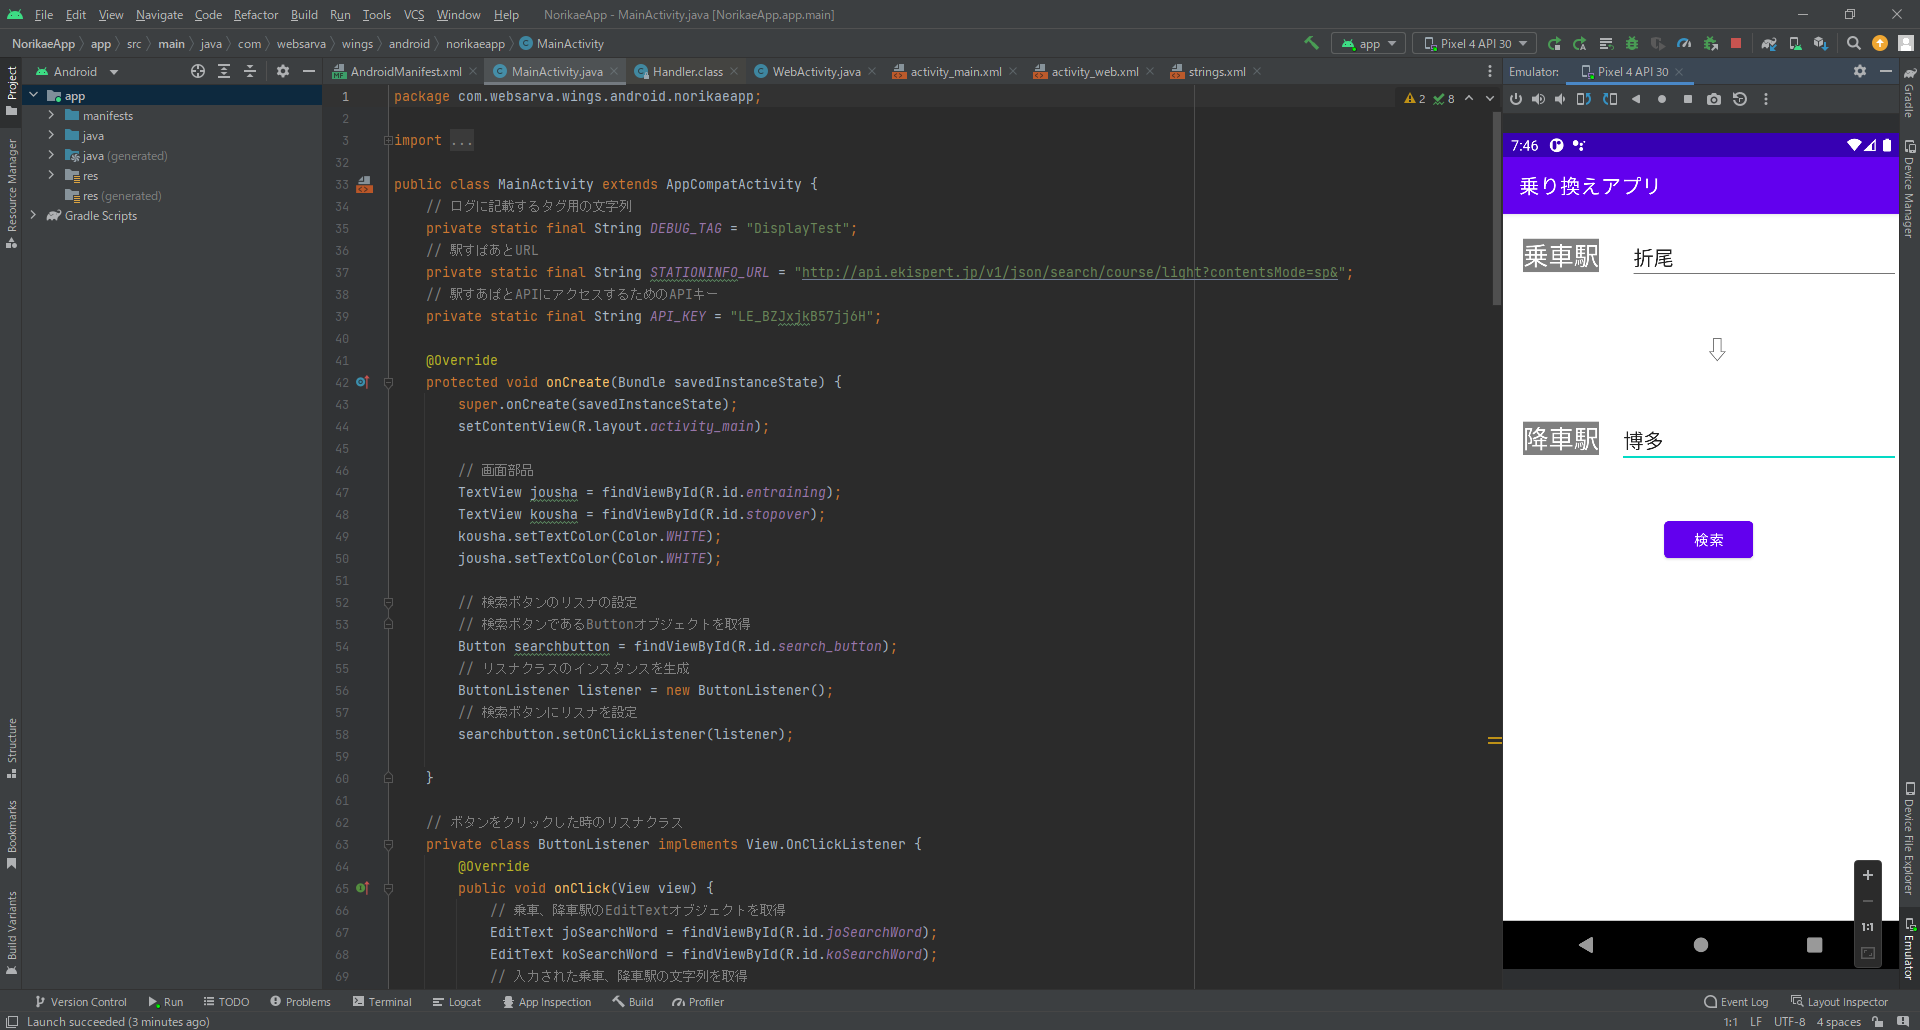 File Edit View Navigate Code Refactor Build Run Tools VCS Window Help NorikaeApp - MainActivity.java [NorikaeApp.app.main]
NorikaeApp app src main java com websarva wings android norikaeapp MainActivity app Pixel 4 API 30
Project
Resource Manager
Structure
Bookmarks
Build Variants
Android
app
manifests
java
java (generated)
res
res (generated)
Gradle Scripts
AndroidManifest.xml MainActivity.java Handler.class WebActivity.java activity_main.xml activity_web.xml strings.xml
2 8
1 package com.websarva.wings.android.norikaeapp;
2
3 import ...
32
33 public class MainActivity extends AppCompatActivity {
34 // ログに記載するタグ用の文字列
35 private static final String DEBUG_TAG = "DisplayTest";
36 // 駅すぱあとURL
37 private static final String STATIONINFO_URL = "http://api.ekispert.jp/v1/json/search/course/light?contentsMode=sp&";
38 // 駅すあぱとAPIにアクセスするためのAPIキー
39 private static final String API_KEY = "LE_BZJxjkB57jj6H";
40
41 @Override
42 protected void onCreate(Bundle savedInstanceState) {
43 super.onCreate(savedInstanceState);
44 setContentView(R.layout.activity_main);
45
46 // 画面部品
47 TextView jousha = findViewById(R.id.entraining);
48 TextView kousha = findViewById(R.id.stopover);
49 kousha.setTextColor(Color.WHITE);
50 jousha.setTextColor(Color.WHITE);
51
52 // 検索ボタンのリスナの設定
53 // 検索ボタンであるButtonオブジェクトを取得
54 Button searchbutton = findViewById(R.id.search_button);
55 // リスナクラスのインスタンスを生成
56 ButtonListener listener = new ButtonListener();
57 // 検索ボタンにリスナを設定
58 searchbutton.setOnClickListener(listener);
59
60 }
61
62 // ボタンをクリックした時のリスナクラス
63 private class ButtonListener implements View.OnClickListener {
64 @Override
65 public void onClick(View view) {
66 // 乗車、降車駅のEditTextオブジェクトを取得
67 EditText joSearchWord = findViewById(R.id.joSearchWord);
68 EditText koSearchWord = findViewById(R.id.koSearchWord);
69 // 入力された乗車、降車駅の文字列を取得
Emulator: Pixel 4 API 30
7:46
乗り換えアプリ
乗車駅 折尾
降車駅 博多
検索
1:1
Gradle
Device Manager
Device File Explorer
Emulator
Version Control Run TODO Problems Terminal Logcat App Inspection Build Profiler Event Log Layout Inspector
Launch succeeded (3 minutes ago) 1:1 LF UTF-8 4 spaces